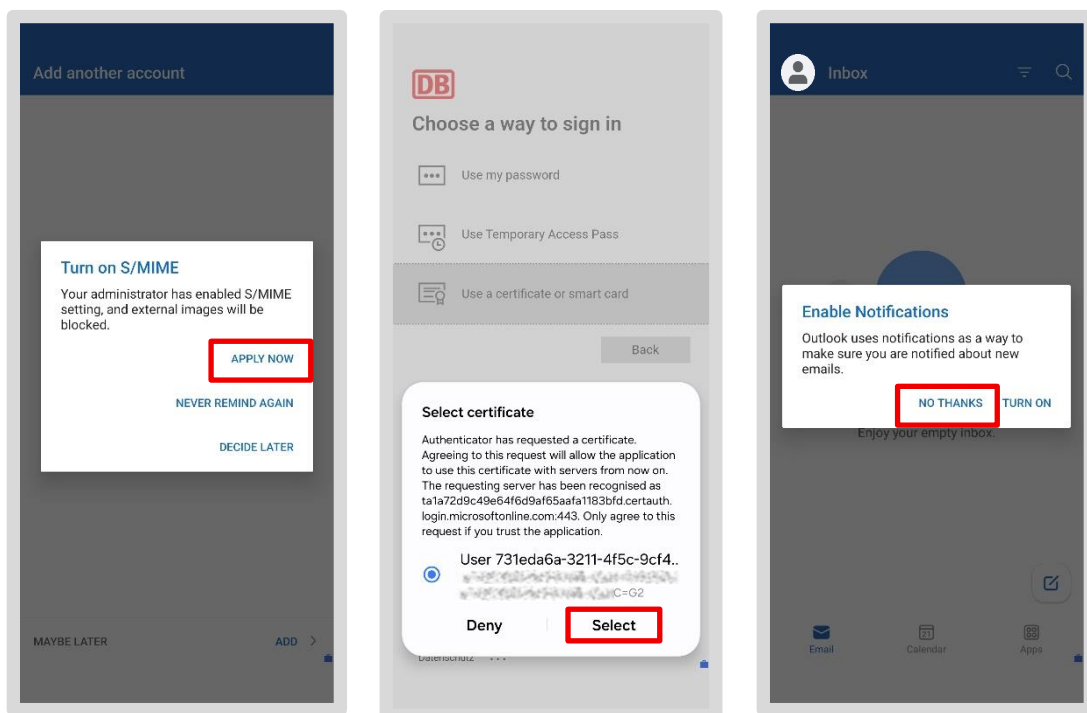 Add another account
Turn on S/MIME
Your administrator has enabled S/MIME
setting, and external images will be
blocked.
APPLY NOW
NEVER REMIND AGAIN
DECIDE LATER
MAYBE LATER
ADD >
DB
Choose a way to sign in
Use my password
Use Temporary Access Pass
Use a certificate or smart card
Back
Select certificate
Authenticator has requested a certificate.
Agreeing to this request will allow the application
to use this certificate with servers from now on.
The requesting server has been recognised as
ta1a72d9c49e64f6d9af65aafa1183bfd.certauth.
login.microsoftonline.com:443. Only agree to this
request if you trust the application.
User 731eda6a-3211-4f5c-9cf4..
C=G2
Deny
Select
Datenschutz ...
Inbox
Enable Notifications
Outlook uses notifications as a way to
make sure you are notified about new
emails.
NO THANKS
TURN ON
Enjoy your empty inbox.
21
Email
Calendar
Apps